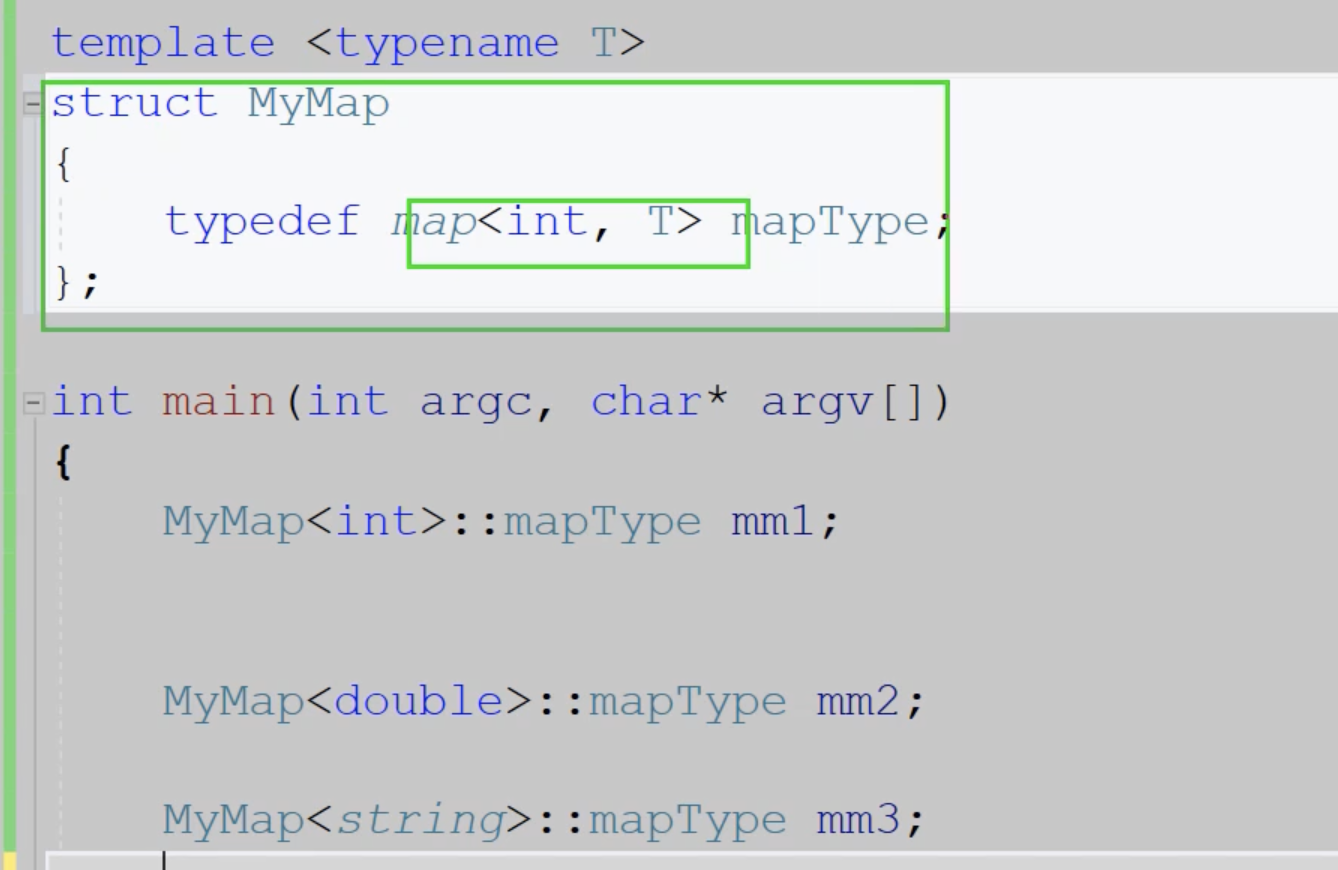 template <typename T>
struct MyMap
{
typedef map<int, T> mapType;
};
int main(int argc, char* argv[])
{
MyMap<int>::mapType mm1;
MyMap<double>::mapType mm2;
MyMap<string>::mapType mm3;